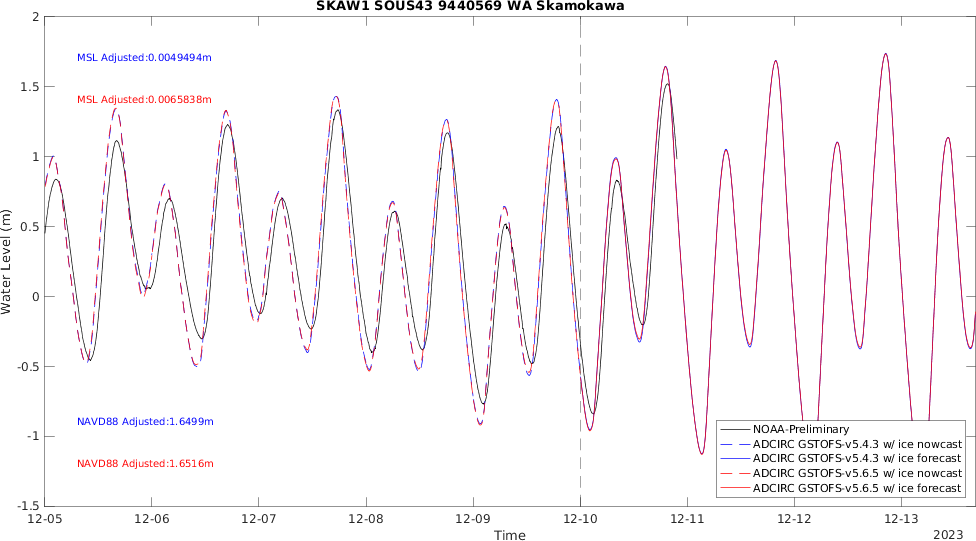 SKAW1 SOUS43 9440569 WA Skamokawa
2
1.5
1
0.5
0
-0.5
-1
-1.5
Water Level (m)
MSL Adjusted:0.0049494m
MSL Adjusted:0.0065838m
NAVD88 Adjusted:1.6499m
NAVD88 Adjusted:1.6516m
NOAA-Preliminary
ADCIRC GSTOFS-v5.4.3 w/ ice nowcast
ADCIRC GSTOFS-v5.4.3 w/ ice forecast
ADCIRC GSTOFS-v5.6.5 w/ ice nowcast
ADCIRC GSTOFS-v5.6.5 w/ ice forecast
12-05 12-06 12-07 12-08 12-09 12-10 12-11 12-12 12-13
Time
2023